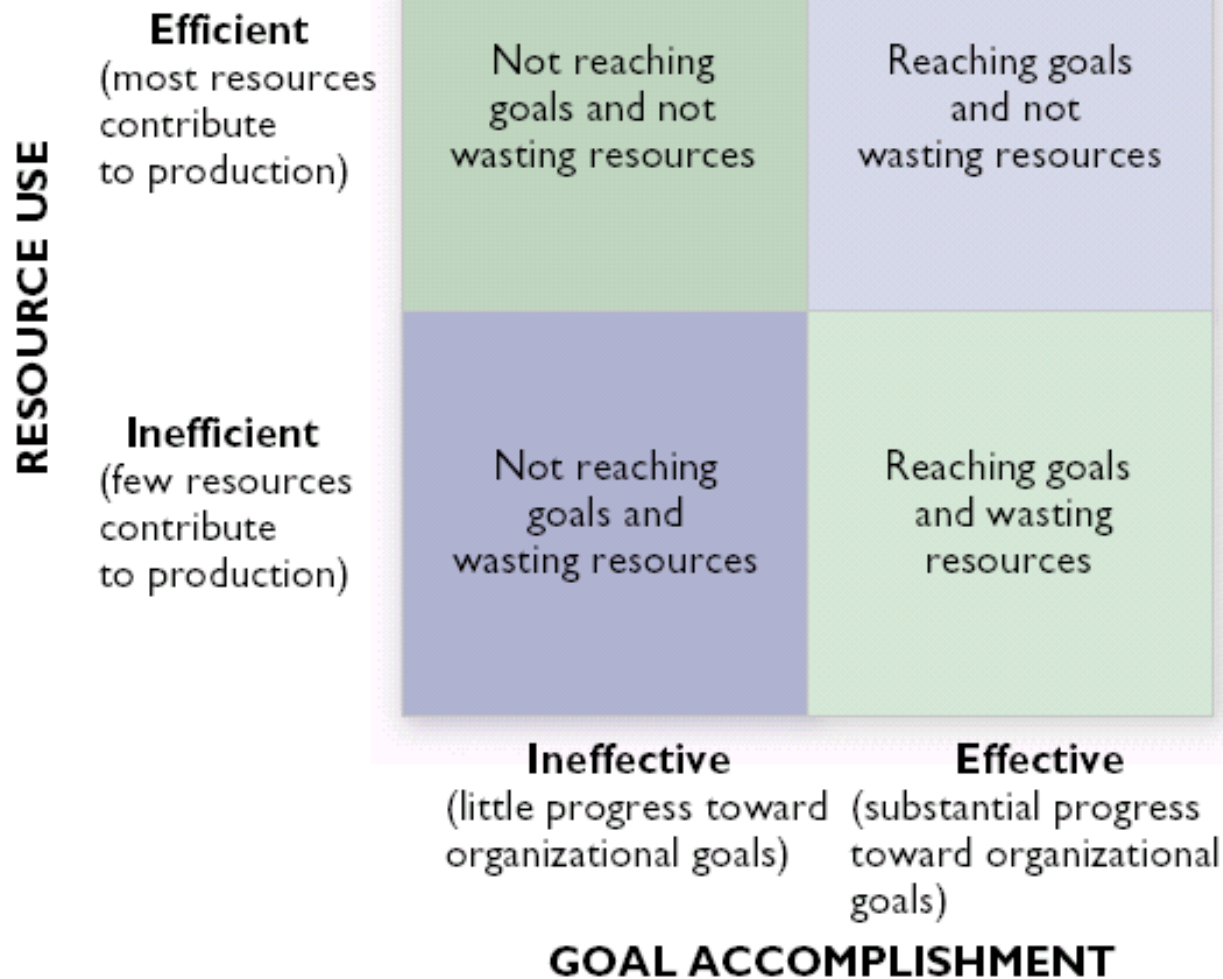 RESOURCE USE
Efficient
(most resources
contribute
to production)
Not reaching
goals and not
wasting resources
Reaching goals
and not
wasting resources
Inefficient
(few resources
contribute
to production)
Not reaching
goals and
wasting resources
Reaching goals
and wasting
resources
Ineffective
(little progress toward
organizational goals)
Effective
(substantial progress
toward organizational
goals)
GOAL ACCOMPLISHMENT